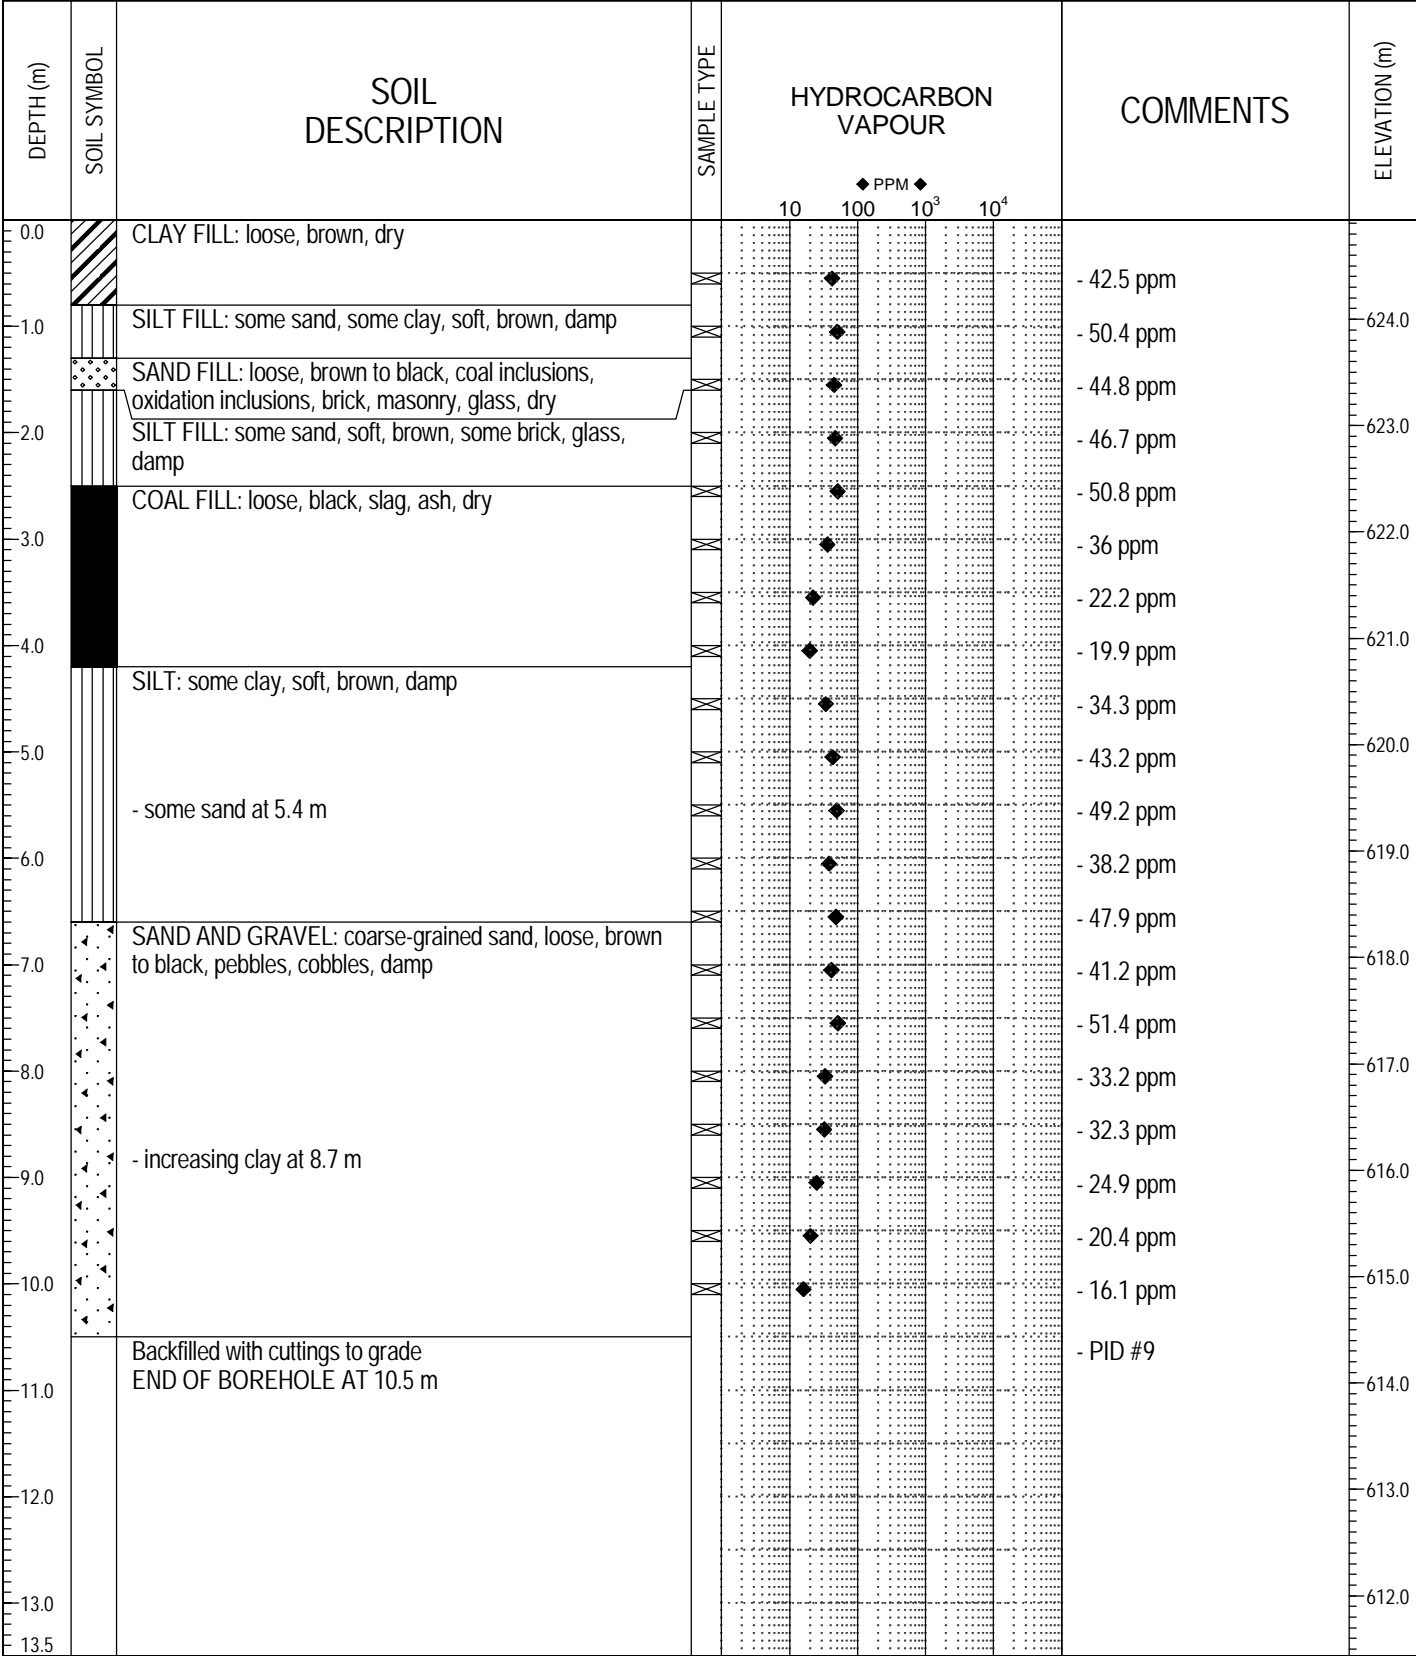 DEPTH (m)
SOIL SYMBOL
SOIL
DESCRIPTION
SAMPLE TYPE
HYDROCARBON
VAPOUR
◆ PPM ◆
10 100 10³ 10⁴
COMMENTS
ELEVATION (m)
0.0
CLAY FILL: loose, brown, dry
- 42.5 ppm
1.0
SILT FILL: some sand, some clay, soft, brown, damp
- 50.4 ppm
624.0
SAND FILL: loose, brown to black, coal inclusions,
oxidation inclusions, brick, masonry, glass, dry
- 44.8 ppm
2.0
SILT FILL: some sand, soft, brown, some brick, glass,
damp
- 46.7 ppm
623.0
COAL FILL: loose, black, slag, ash, dry
- 50.8 ppm
3.0
- 36 ppm
622.0
- 22.2 ppm
4.0
- 19.9 ppm
621.0
SILT: some clay, soft, brown, damp
- 34.3 ppm
5.0
- 43.2 ppm
620.0
- some sand at 5.4 m
- 49.2 ppm
6.0
- 38.2 ppm
619.0
- 47.9 ppm
SAND AND GRAVEL: coarse-grained sand, loose, brown
to black, pebbles, cobbles, damp
7.0
- 41.2 ppm
618.0
- 51.4 ppm
8.0
- 33.2 ppm
617.0
- 32.3 ppm
- increasing clay at 8.7 m
9.0
- 24.9 ppm
616.0
- 20.4 ppm
10.0
- 16.1 ppm
615.0
Backfilled with cuttings to grade
END OF BOREHOLE AT 10.5 m
- PID #9
11.0
614.0
12.0
613.0
13.0
612.0
13.5